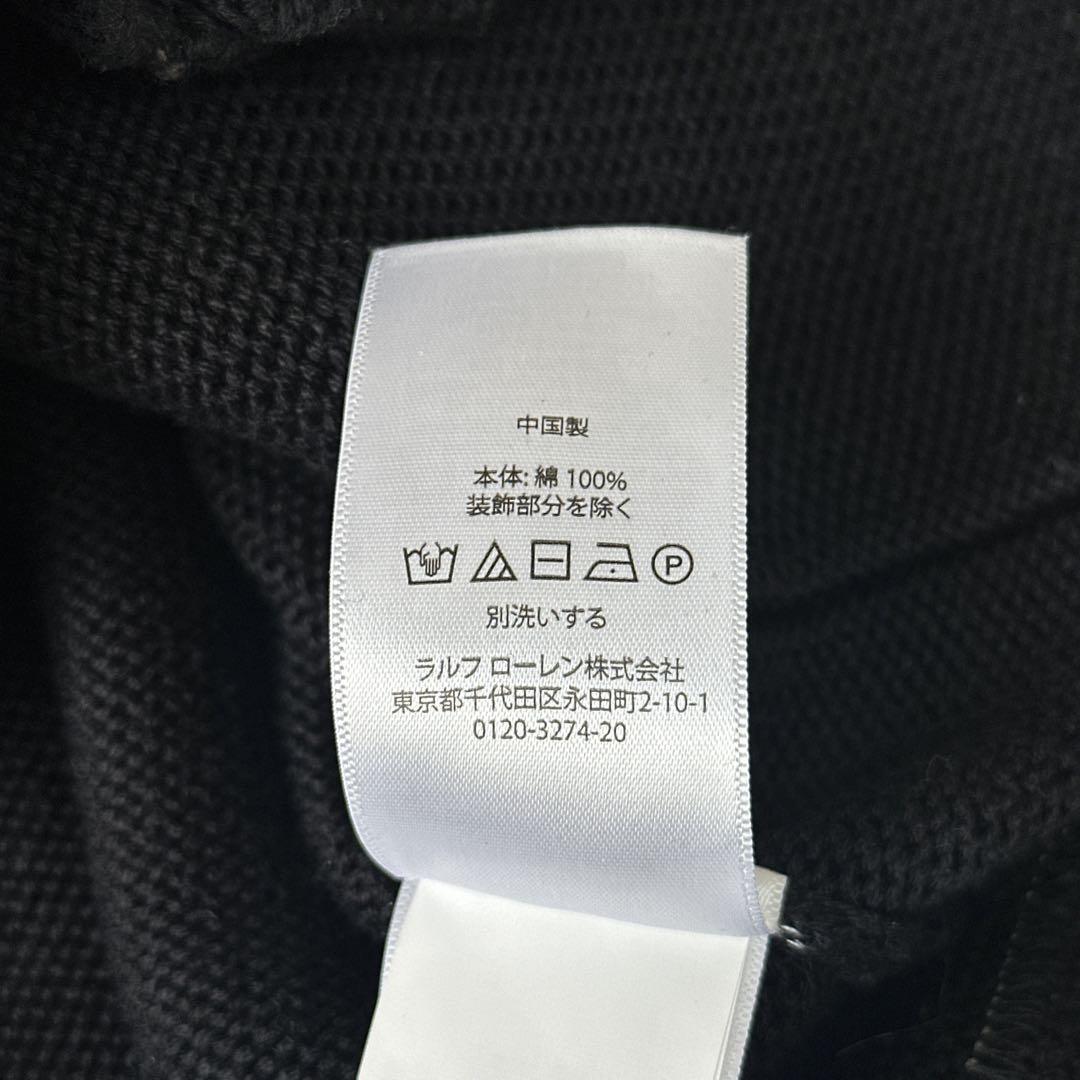 中国製
本体: 綿 100%
装飾部分を除く
P
別洗いする
ラルフ ローレン株式会社
東京都千代田区永田町2-10-1
0120-3274-20